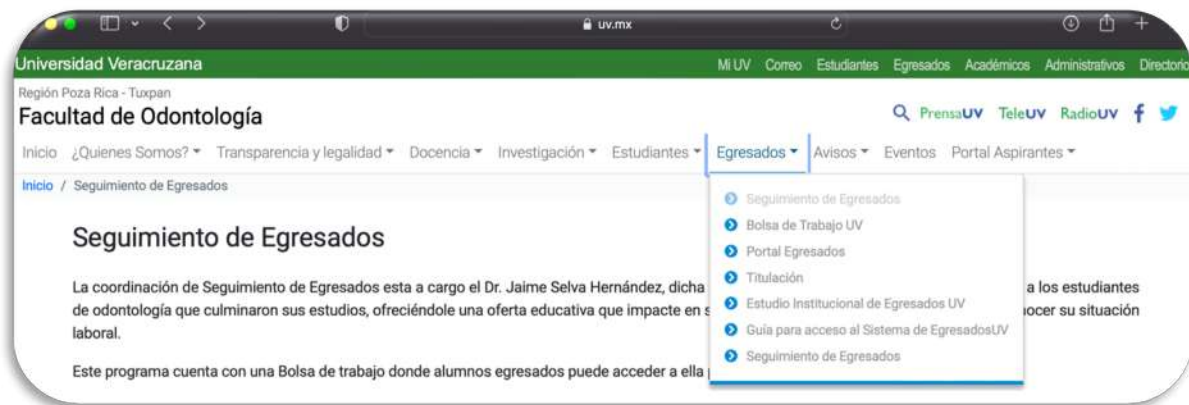 uv.mx
Universidad Veracruzana
Mi UV Correo Estudiantes Egresados Académicos Administrativos Directorio
Región Poza Rica - Tuxpan
Facultad de Odontología
PrensaUV TeleUV RadioUV
Inicio ¿Quienes Somos? Transparencia y legalidad Docencia Investigación Estudiantes Egresados Avisos Eventos Portal Aspirantes
Inicio / Seguimiento de Egresados
Seguimiento de Egresados
Bolsa de Trabajo UV
Portal Egresados
Titulación
Estudio Institucional de Egresados UV
Guía para acceso al Sistema de EgresadosUV
Seguimiento de Egresados
Seguimiento de Egresados
La coordinación de Seguimiento de Egresados esta a cargo el Dr. Jaime Selva Hernández, dicha a los estudiantes
de odontología que culminaron sus estudios, ofreciéndole una oferta educativa que impacte en s ocer su situación
laboral.
Este programa cuenta con una Bolsa de trabajo donde alumnos egresados puede acceder a ella